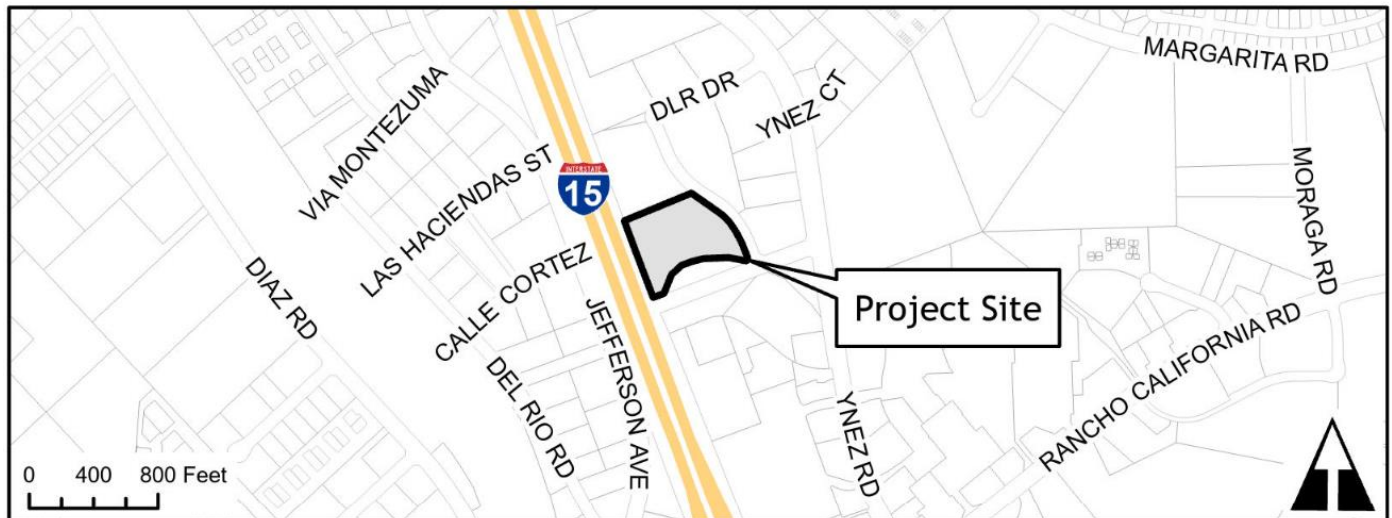 MARGARITA RD
DLR DR
YNEZ CT
VIA MONTEZUMA
LAS HACIENDAS ST
INTERSTATE
15
MORAGA RD
DIAZ RD
CALLE CORTEZ
JEFFERSON AVE
Project Site
DEL RIO RD
YNEZ RD
RANCHO CALIFORNIA RD
0 400 800 Feet